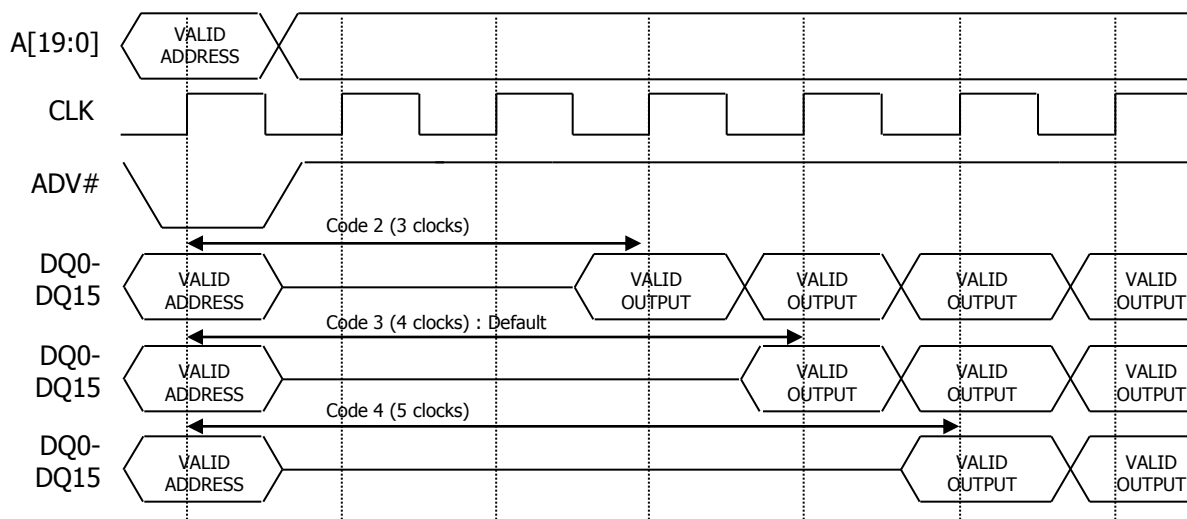 A[19:0]
VALID
ADDRESS
CLK
ADV#
Code 2 (3 clocks)
DQ0-
DQ15
VALID
ADDRESS
VALID
OUTPUT
VALID
OUTPUT
VALID
OUTPUT
VALID
OUTPUT
Code 3 (4 clocks) : Default
DQ0-
DQ15
VALID
ADDRESS
VALID
OUTPUT
VALID
OUTPUT
VALID
OUTPUT
Code 4 (5 clocks)
DQ0-
DQ15
VALID
ADDRESS
VALID
OUTPUT
VALID
OUTPUT